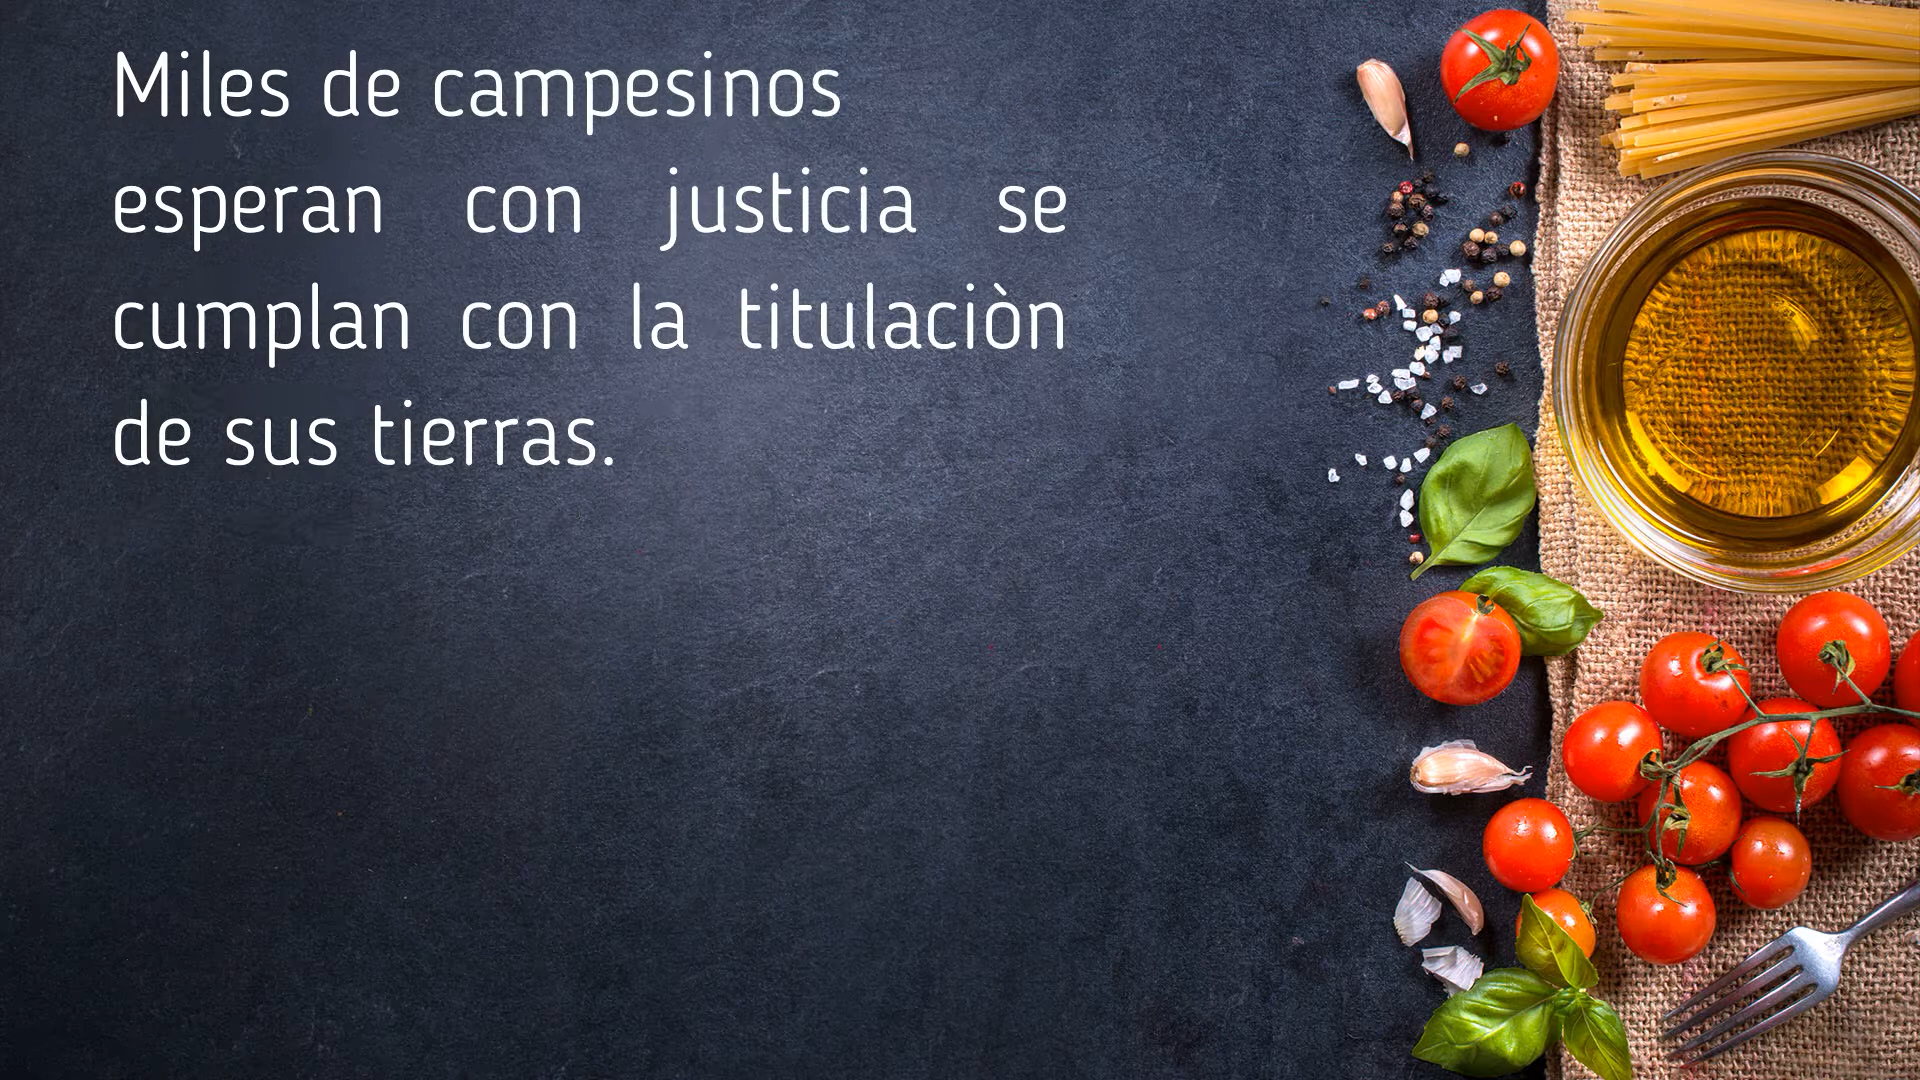 Miles de campesinos
esperan con justicia se
cumplan con la titulaciòn
de sus tierras.